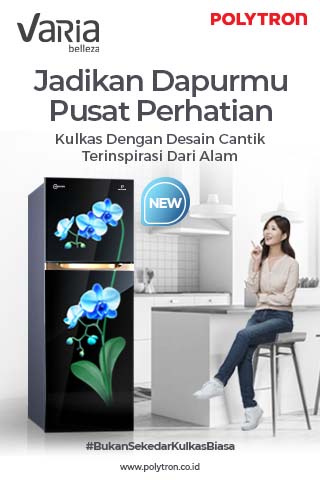 VaRia
belleza
POLYTRON
Jadikan Dapurmu
Pusat Perhatian
Kulkas Dengan Desain Cantik
Terinspirasi Dari Alam
NEW
#BukanSekedarKulkasBiasa
www.polytron.co.id